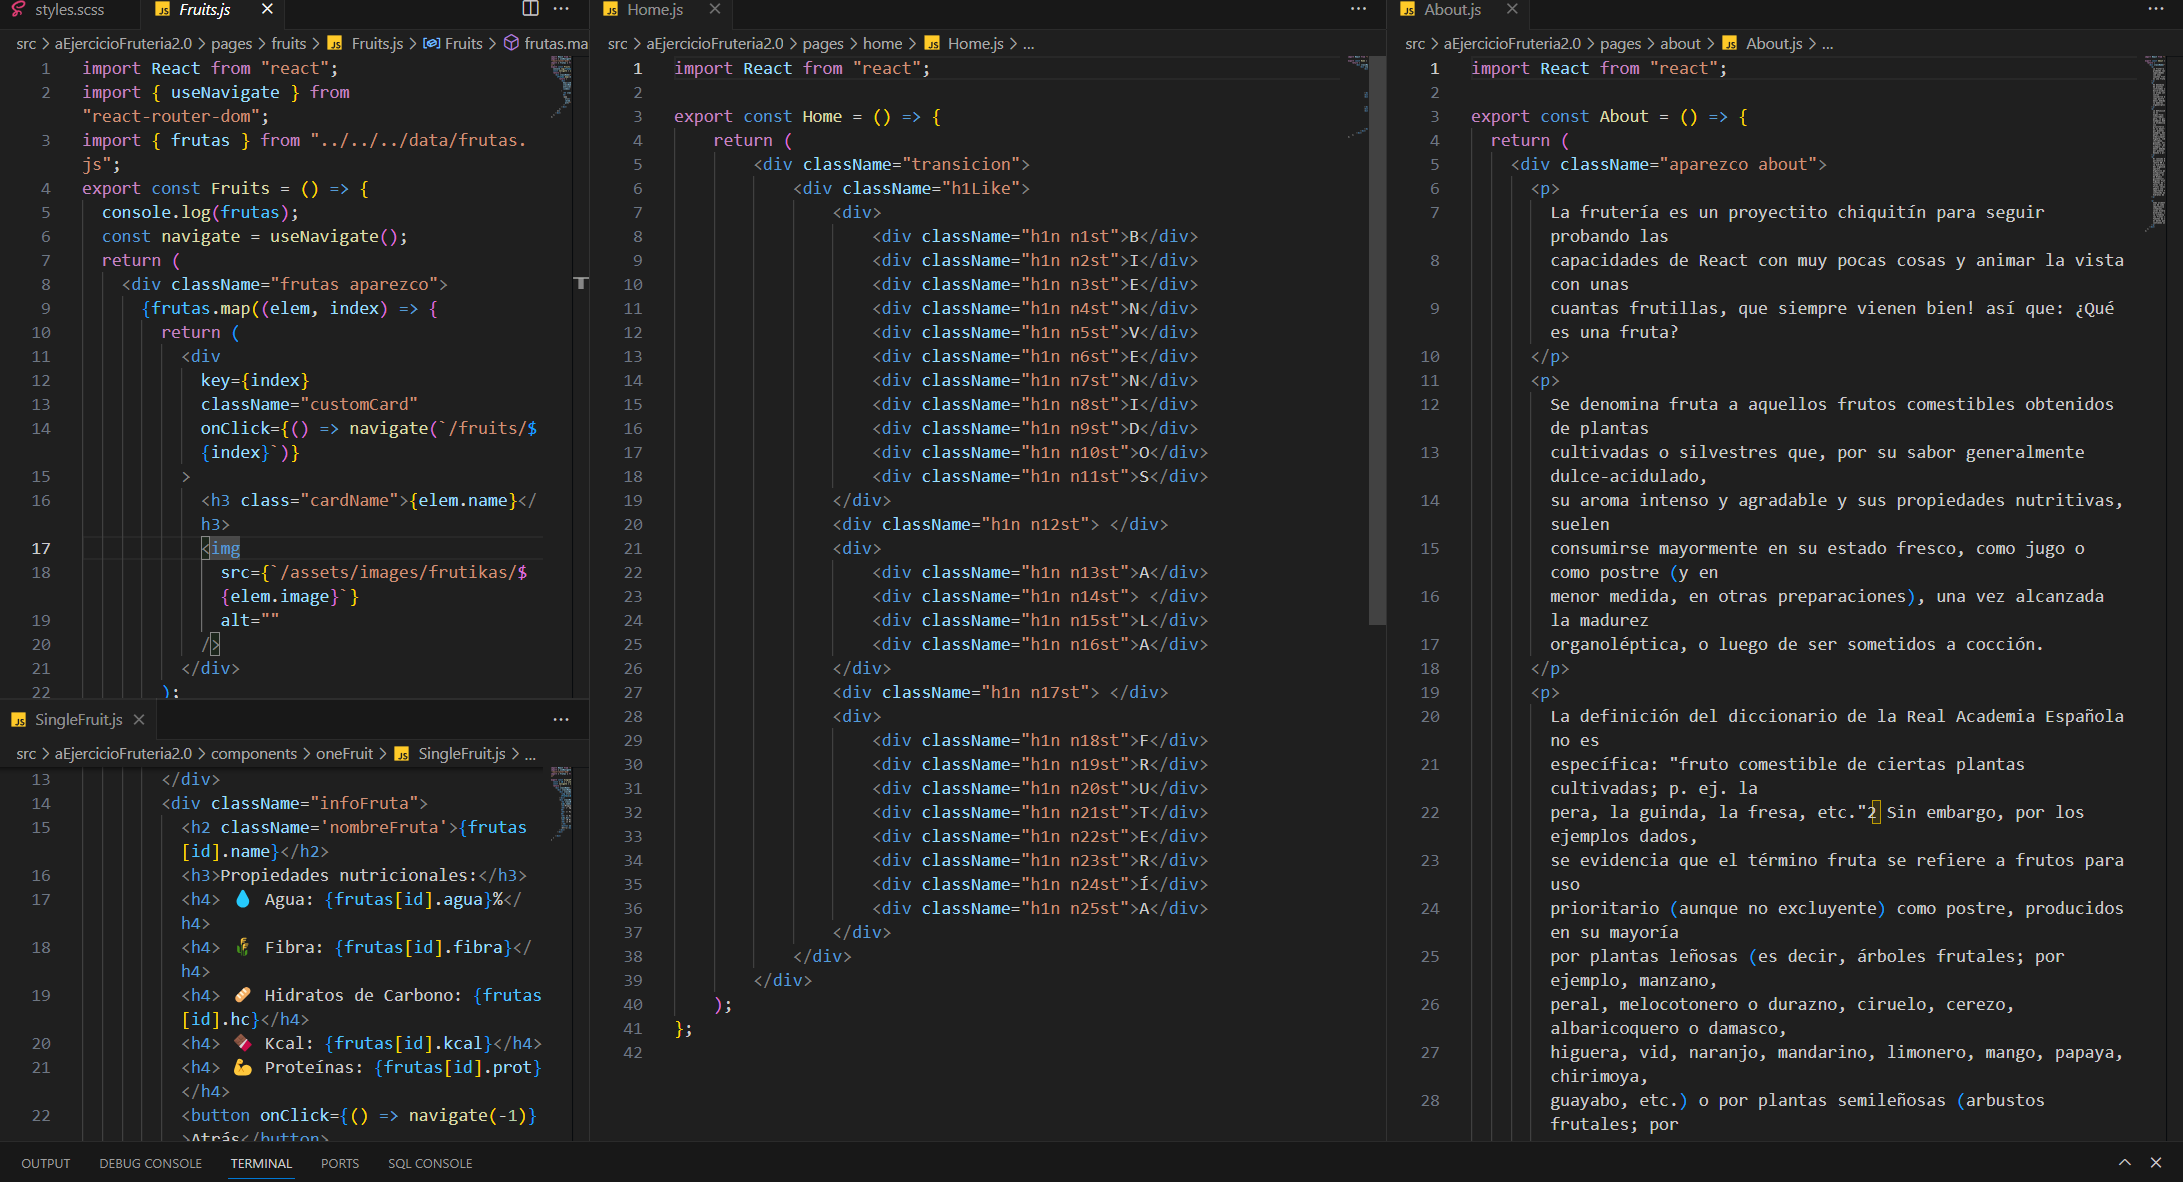 styles.scss
Fruits.js
src > aEjercicioFruteria2.0 > pages > fruits > JS Fruits.js > Fruits > frutas.ma
1 import React from "react";
2 import { useNavigate } from
"react-router-dom";
3 import { frutas } from "../../../data/frutas.
js";
4 export const Fruits = () => {
5 console.log(frutas);
6 const navigate = useNavigate();
7 return (
8 <div className="frutas aparezco">
9 {frutas.map((elem, index) => {
10 return (
11 <div
12 key={index}
13 className="customCard"
14 onClick={() => navigate(`/fruits/$
{index}`)}
15 >
16 <h3 class="cardName">{elem.name}</
h3>
17 <img
18 src={`/assets/images/frutikas/$
{elem.image}`}
19 alt=""
20 />
21 </div>
22 );
JS SingleFruit.js
src > aEjercicioFruteria2.0 > components > oneFruit > JS SingleFruit.js > ...
13 </div>
14 <div className="infoFruta">
15 <h2 className='nombreFruta'>{frutas
[id].name}</h2>
16 <h3>Propiedades nutricionales:</h3>
17 <h4> 💧 Agua: {frutas[id].agua}%</
h4>
18 <h4> 🌾 Fibra: {frutas[id].fibra}</
h4>
19 <h4> 🥖 Hidratos de Carbono: {frutas
[id].hc}</h4>
20 <h4> 🍫 Kcal: {frutas[id].kcal}</h4>
21 <h4> 💪 Proteínas: {frutas[id].prot}
</h4>
22 <button onClick={() => navigate(-1)}
>Atrás</button>
JS Home.js
src > aEjercicioFruteria2.0 > pages > home > JS Home.js > ...
1 import React from "react";
2
3 export const Home = () => {
4 return (
5 <div className="transicion">
6 <div className="h1Like">
7 <div>
8 <div className="h1n n1st">B</div>
9 <div className="h1n n2st">I</div>
10 <div className="h1n n3st">E</div>
11 <div className="h1n n4st">N</div>
12 <div className="h1n n5st">V</div>
13 <div className="h1n n6st">E</div>
14 <div className="h1n n7st">N</div>
15 <div className="h1n n8st">I</div>
16 <div className="h1n n9st">D</div>
17 <div className="h1n n10st">O</div>
18 <div className="h1n n11st">S</div>
19 </div>
20 <div className="h1n n12st"> </div>
21 <div>
22 <div className="h1n n13st">A</div>
23 <div className="h1n n14st"> </div>
24 <div className="h1n n15st">L</div>
25 <div className="h1n n16st">A</div>
26 </div>
27 <div className="h1n n17st"> </div>
28 <div>
29 <div className="h1n n18st">F</div>
30 <div className="h1n n19st">R</div>
31 <div className="h1n n20st">U</div>
32 <div className="h1n n21st">T</div>
33 <div className="h1n n22st">E</div>
34 <div className="h1n n23st">R</div>
35 <div className="h1n n24st">Í</div>
36 <div className="h1n n25st">A</div>
37 </div>
38 </div>
39 </div>
40 );
41 };
42
JS About.js
src > aEjercicioFruteria2.0 > pages > about > JS About.js > ...
1 import React from "react";
2
3 export const About = () => {
4 return (
5 <div className="aparezco about">
6 <p>
7 La frutería es un proyectito chiquitín para seguir
probando las
8 capacidades de React con muy pocas cosas y animar la vista
con unas
9 cuantas frutillas, que siempre vienen bien! así que: ¿Qué
es una fruta?
10 </p>
11 <p>
12 Se denomina fruta a aquellos frutos comestibles obtenidos
de plantas
13 cultivadas o silvestres que, por su sabor generalmente
dulce-acidulado,
14 su aroma intenso y agradable y sus propiedades nutritivas,
suelen
15 consumirse mayormente en su estado fresco, como jugo o
como postre (y en
16 menor medida, en otras preparaciones), una vez alcanzada
la madurez
17 organoléptica, o luego de ser sometidos a cocción.
18 </p>
19 <p>
20 La definición del diccionario de la Real Academia Española
no es
21 específica: "fruto comestible de ciertas plantas
cultivadas; p. ej. la
22 pera, la guinda, la fresa, etc."2 Sin embargo, por los
ejemplos dados,
23 se evidencia que el término fruta se refiere a frutos para
uso
24 prioritario (aunque no excluyente) como postre, producidos
en su mayoría
25 por plantas leñosas (es decir, árboles frutales; por
ejemplo, manzano,
26 peral, melocotonero o durazno, ciruelo, cerezo,
albaricoquero o damasco,
27 higuera, vid, naranjo, mandarino, limonero, mango, papaya,
chirimoya,
28 guayabo, etc.) o por plantas semileñosas (arbustos
frutales; por
OUTPUT
DEBUG CONSOLE
TERMINAL
PORTS
SQL CONSOLE